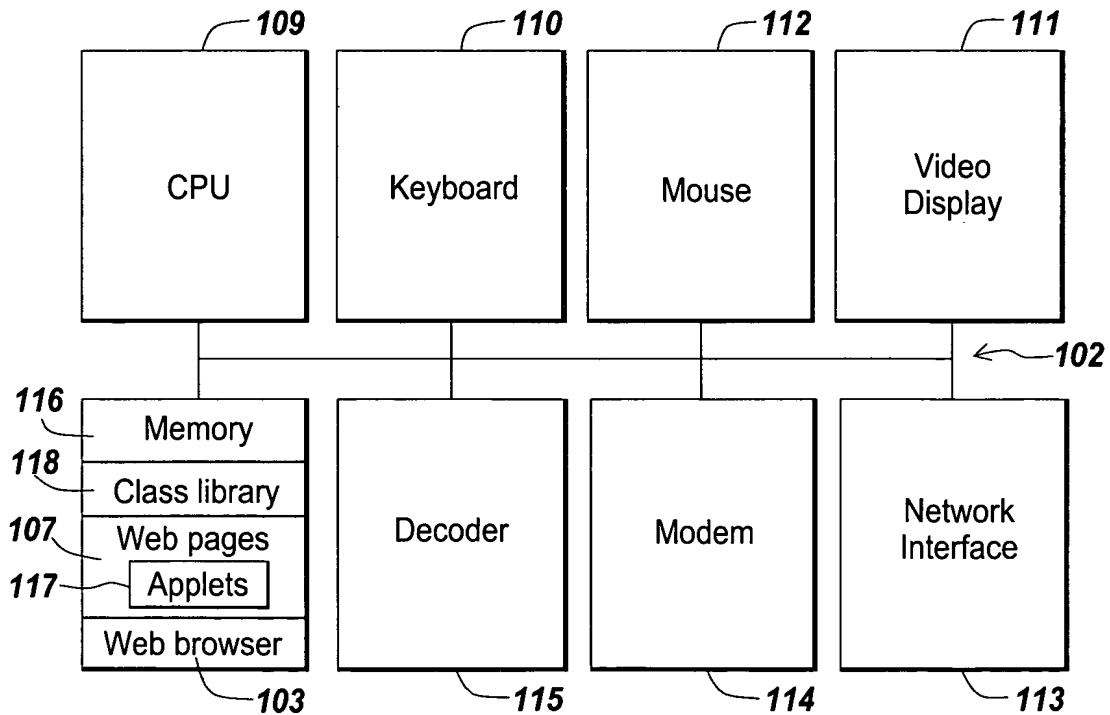 109
110
112
111
CPU
Keyboard
Mouse
Video
Display
102
116
Memory
118
Class library
107
Web pages
117
Applets
Web browser
103
Decoder
115
Modem
114
Network
Interface
113